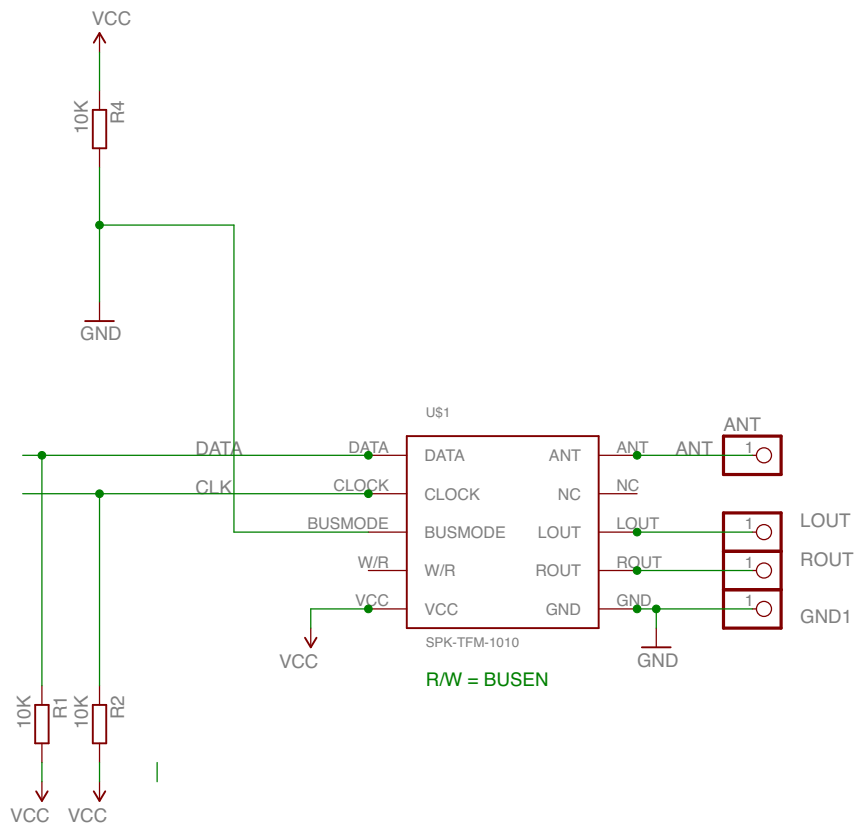 VCC
10K
R4
GND
U$1
ANT
DATA
DATA
DATA
ANT
ANT
ANT
1
CLK
CLOCK
CLOCK
NC
NC
BUSMODE
BUSMODE
LOUT
LOUT
1
LOUT
W/R
W/R
ROUT
ROUT
1
ROUT
VCC
VCC
GND
GND
1
GND1
SPK-TFM-1010
VCC
GND
R/W = BUSEN
10K
R1
10K
R2
VCC
VCC